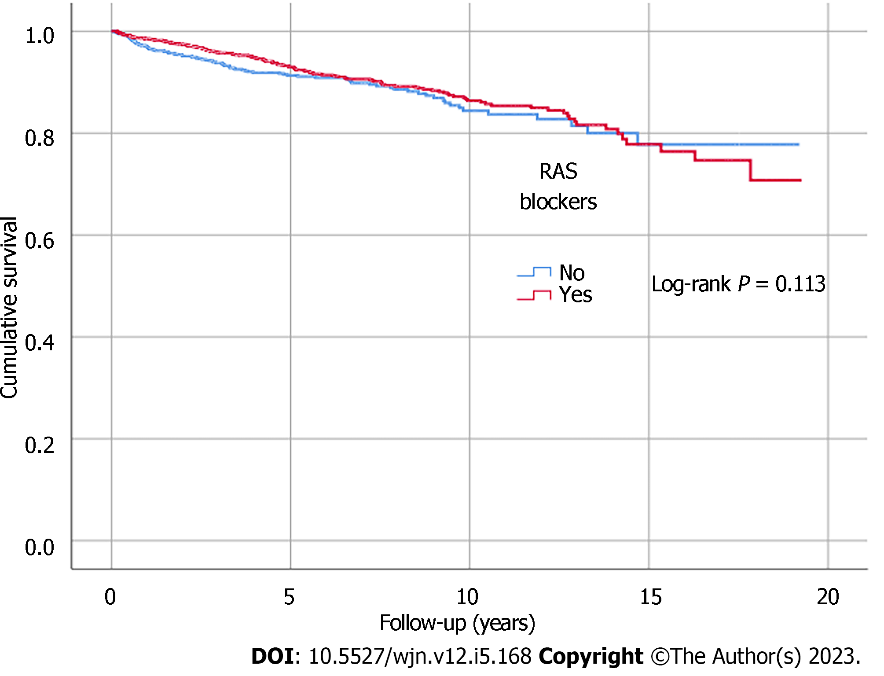 1.0
0.8
0.6
0.4
0.2
0.0
Cumulative survival
RAS
blockers
No
Yes
Log-rank P = 0.113
0 5 10 15 20
Follow-up (years)
DOI: 10.5527/wjn.v12.i5.168 Copyright ©The Author(s) 2023.